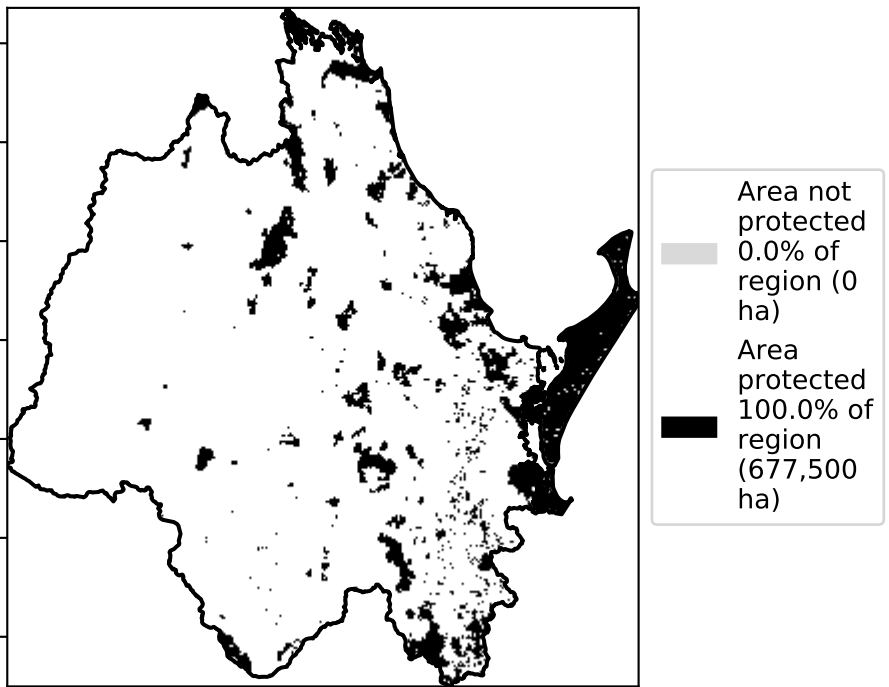 Area not
protected
0.0% of
region (0
ha)
Area
protected
100.0% of
region
(677,500
ha)